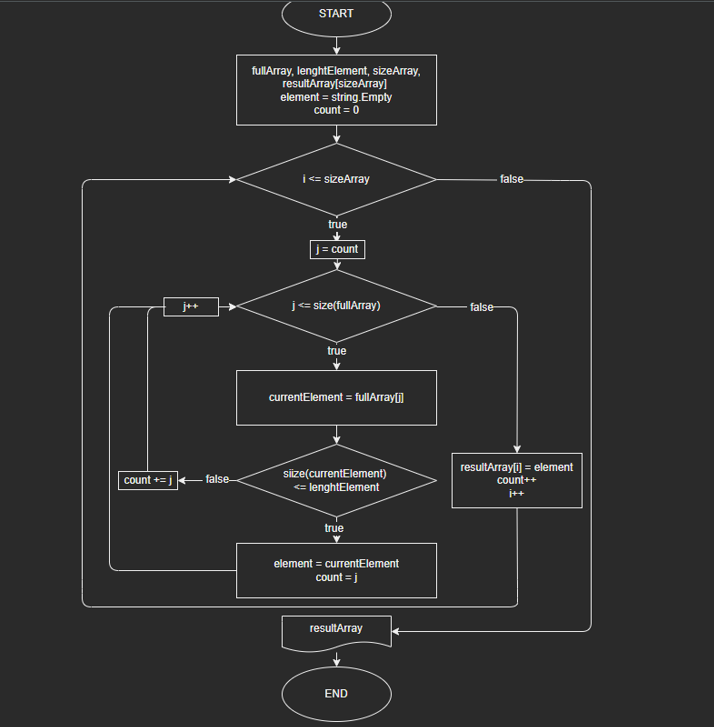 START
fullArray, lenghtElement, sizeArray,
resultArray[sizeArray]
element = string.Empty
count = 0
i <= sizeArray
false
true
j = count
j++
j <= size(fullArray)
false
true
currentElement = fullArray[j]
siize(currentElement)
<= lenghtElement
false
count += j
resultArray[i] = element
count++
i++
true
element = currentElement
count = j
resultArray
END